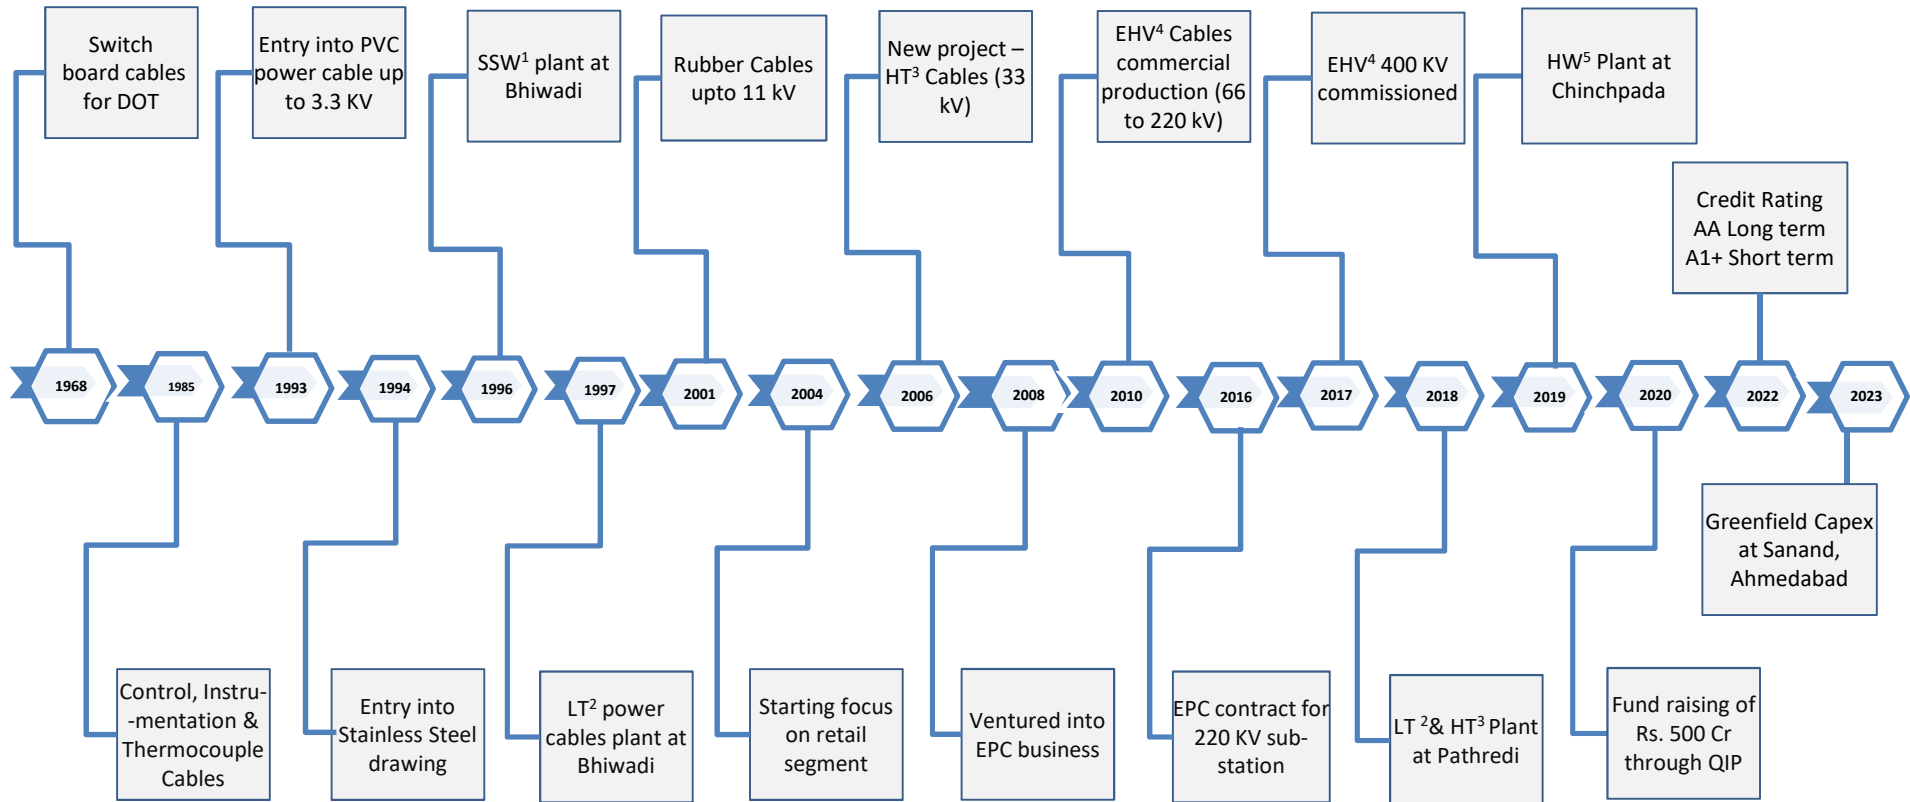 Switch
board cables
for DOT
Entry into PVC
power cable up
to 3.3 KV
SSW¹ plant at
Bhiwadi
Rubber Cables
upto 11 kV
New project –
HT³ Cables (33
kV)
EHV⁴ Cables
commercial
production (66
to 220 kV)
EHV⁴ 400 KV
commissioned
HW⁵ Plant at
Chinchpada
Credit Rating
AA Long term
A1+ Short term
1968
1985
1993
1994
1996
1997
2001
2004
2006
2008
2010
2016
2017
2018
2019
2020
2022
2023
Control, Instru-
-mentation &
Thermocouple
Cables
Entry into
Stainless Steel
drawing
LT² power
cables plant at
Bhiwadi
Starting focus
on retail
segment
Ventured into
EPC business
EPC contract for
220 KV sub-
station
LT ²& HT³ Plant
at Pathredi
Fund raising of
Rs. 500 Cr
through QIP
Greenfield Capex
at Sanand,
Ahmedabad